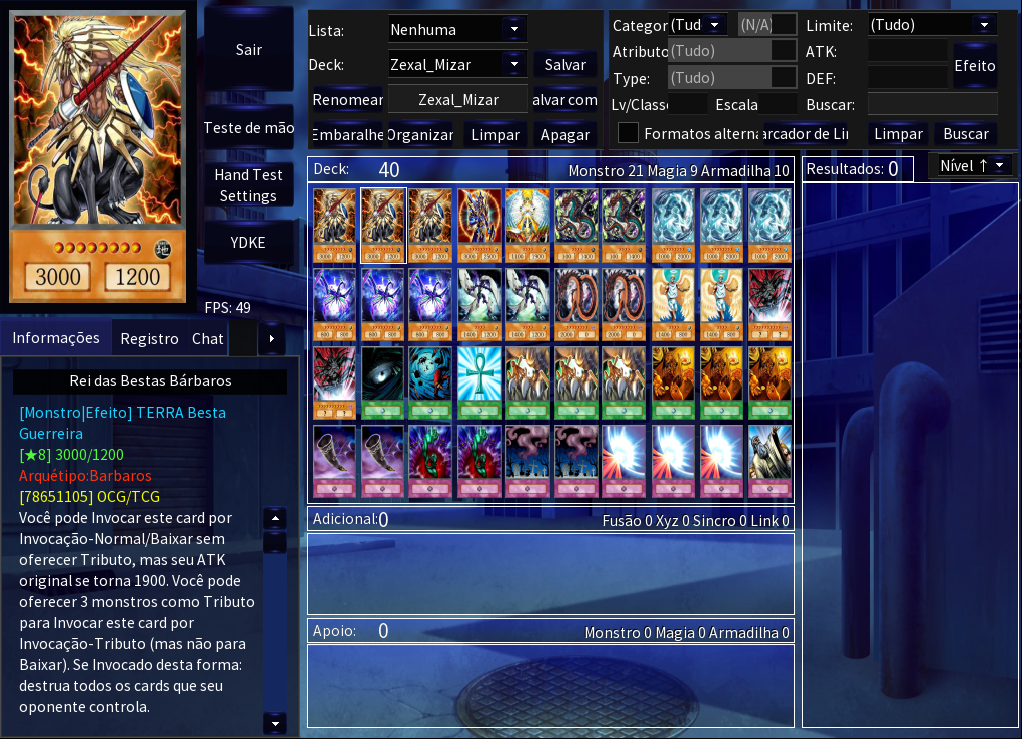 3000 1200
Sair
Teste de mão
Hand Test
Settings
YDKE
FPS: 49
Lista: Nenhuma
Deck: Zexal_Mizar Salvar
Renomear Zexal_Mizar alvar com
Embaralhe Organizar Limpar Apagar
Categor (Tud (N/A) Limite: (Tudo)
Atributo (Tudo) ATK: Efeito
Type: (Tudo) DEF:
Lv/Classe Escala Buscar:
Formatos alterna arcador de Li Limpar Buscar
Deck: 40 Monstro 21 Magia 9 Armadilha 10
Resultados: 0 Nível ↑
Informações Registro Chat
Rei das Bestas Bárbaros
[Monstro|Efeito] TERRA Besta
Guerreira
[★8] 3000/1200
Arquétipo:Barbaros
[78651105] OCG/TCG
Você pode Invocar este card por
Invocação-Normal/Baixar sem
oferecer Tributo, mas seu ATK
original se torna 1900. Você pode
oferecer 3 monstros como Tributo
para Invocar este card por
Invocação-Tributo (mas não para
Baixar). Se Invocado desta forma:
destrua todos os cards que seu
oponente controla.
Adicional:0 Fusão 0 Xyz 0 Sincro 0 Link 0
Apoio: 0 Monstro 0 Magia 0 Armadilha 0